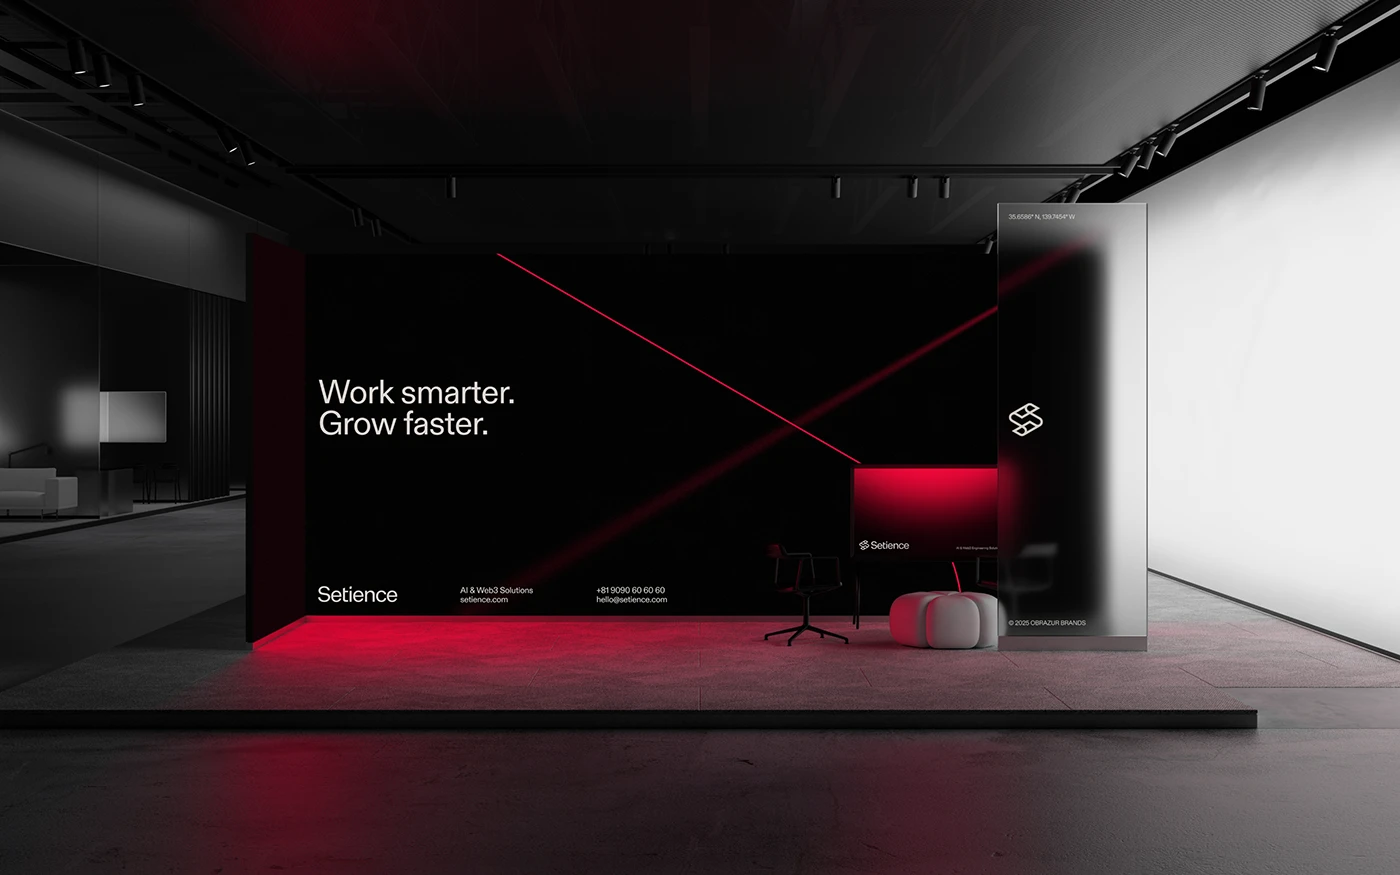 35.6586° N, 139.7454° W
Work smarter.
Grow faster.
Setience
Setience
AI & Web3 Solutions
setience.com
+81 9090 60 60 60
hello@setience.com
© 2025 OBRAZUR BRANDS